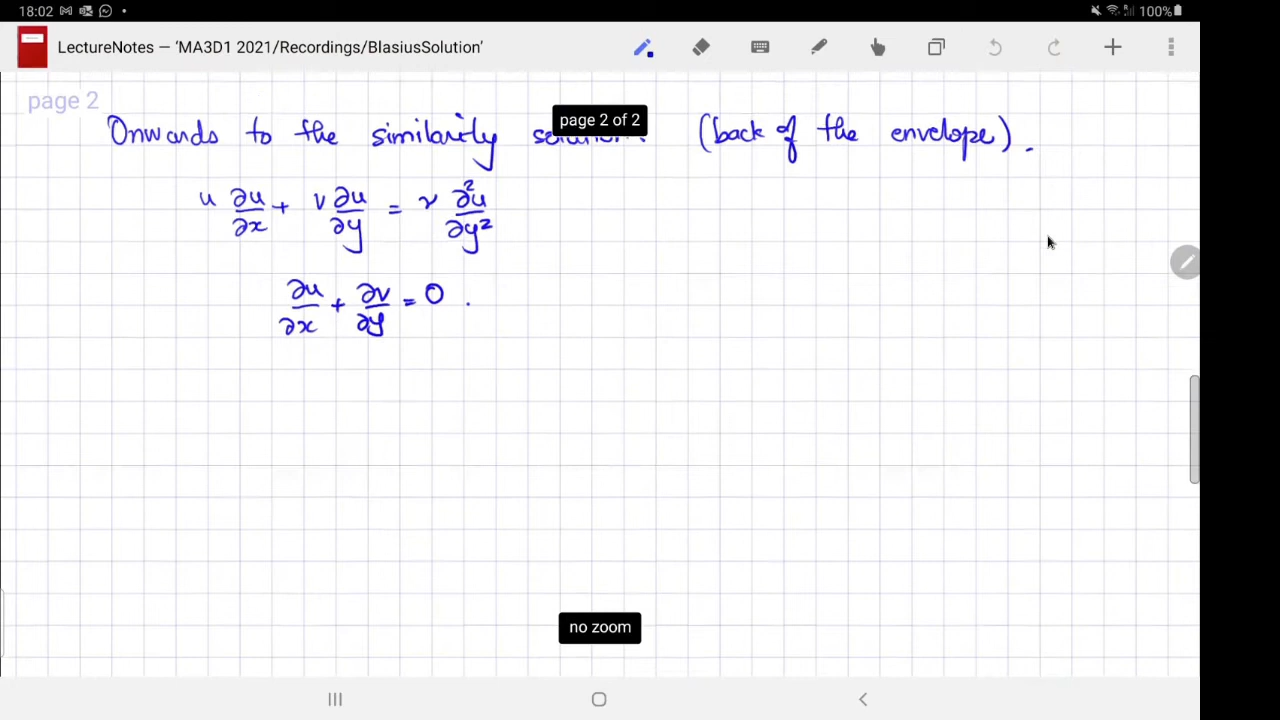 18:02
100%
LectureNotes — ‘MA3D1 2021/Recordings/BlasiusSolution’
page 2
page 2 of 2
Onwards to the similarity (back of the envelope).
u ∂u/∂x + v ∂u/∂y = ν ∂²u/∂y²
∂u/∂x + ∂v/∂y = 0 .
no zoom